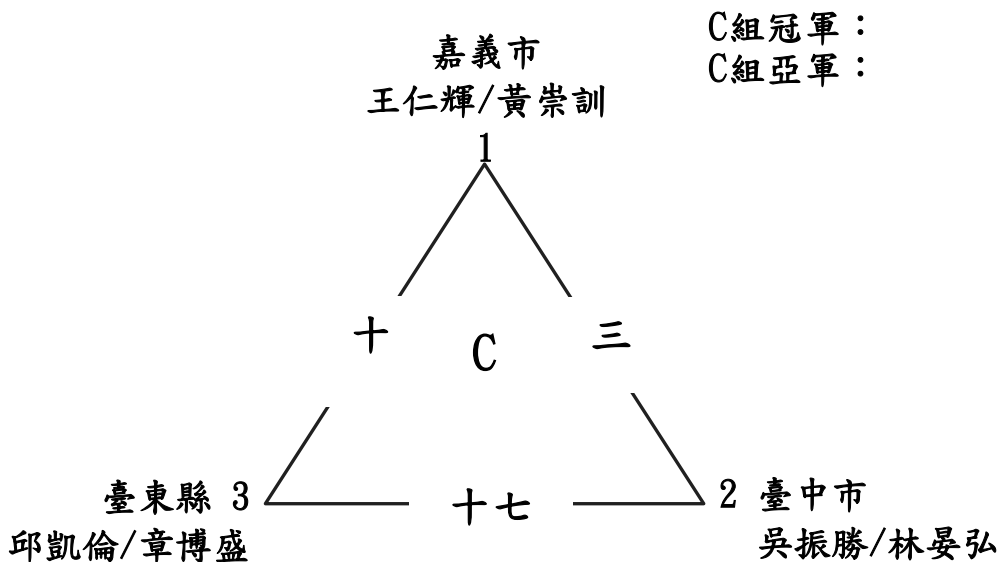 C組冠軍：
C組亞軍：
嘉義市
王仁輝/黃崇訓
1
十
C
三
臺東縣 3
邱凱倫/章博盛
十七
2 臺中市
吳振勝/林晏弘